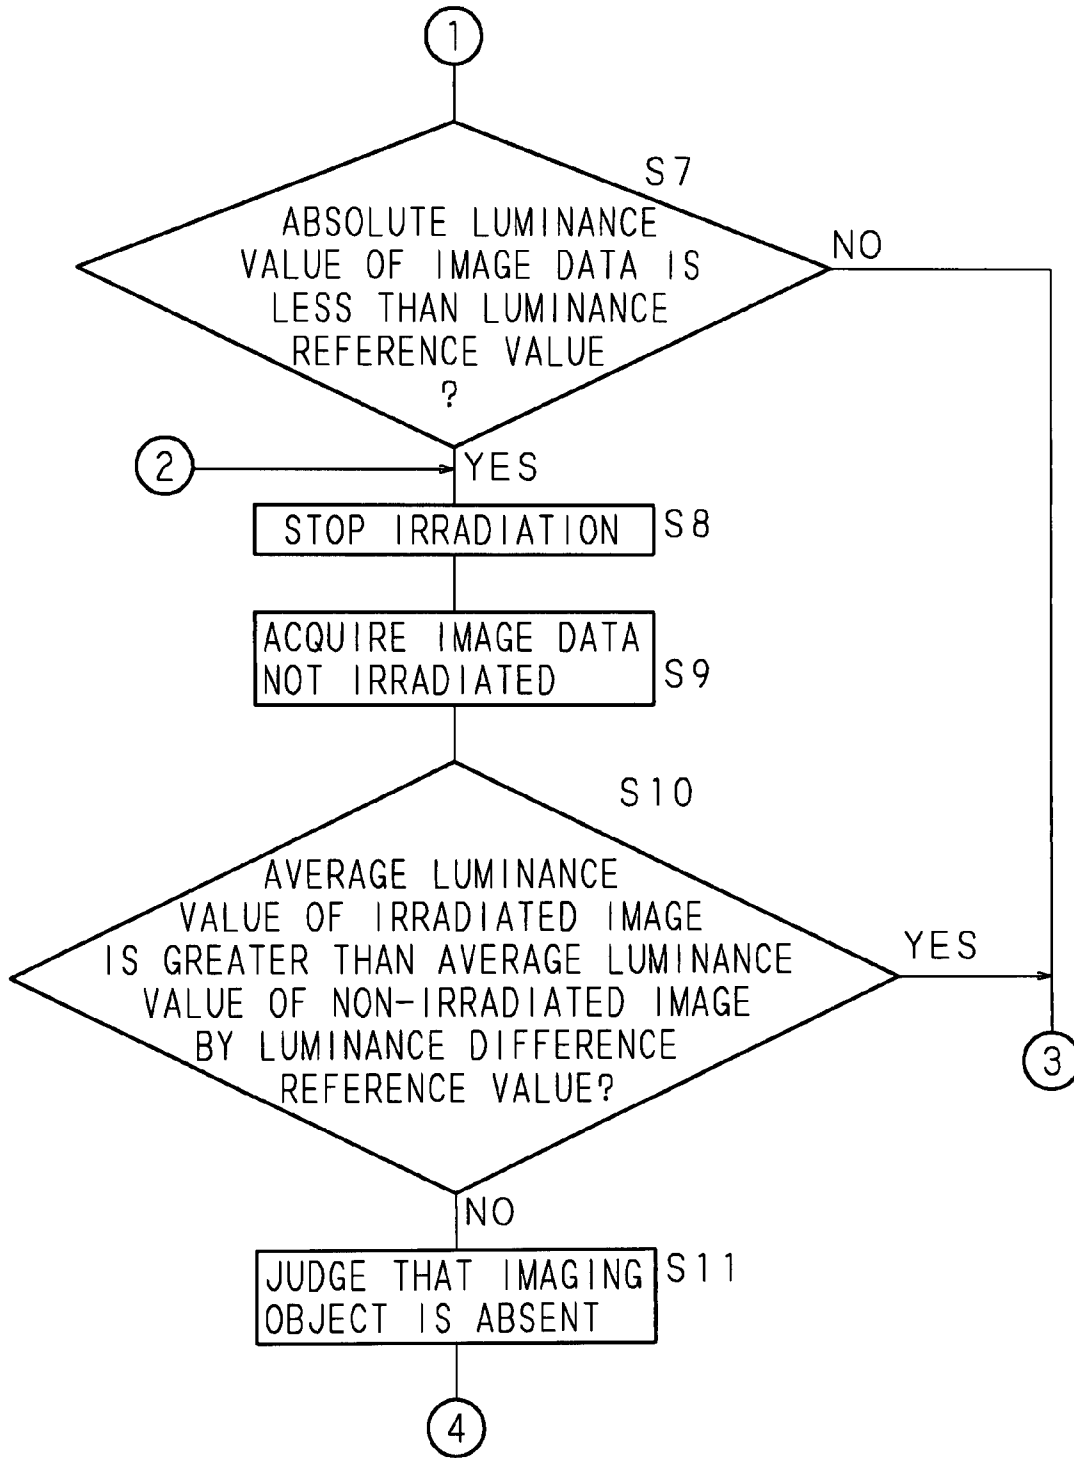 1
S7
ABSOLUTE LUMINANCE
VALUE OF IMAGE DATA IS
LESS THAN LUMINANCE
REFERENCE VALUE
?
NO
2
YES
STOP IRRADIATION
S8
ACQUIRE IMAGE DATA
NOT IRRADIATED
S9
S10
AVERAGE LUMINANCE
VALUE OF IRRADIATED IMAGE
IS GREATER THAN AVERAGE LUMINANCE
VALUE OF NON-IRRADIATED IMAGE
BY LUMINANCE DIFFERENCE
REFERENCE VALUE?
YES
3
NO
JUDGE THAT IMAGING
OBJECT IS ABSENT
S11
4